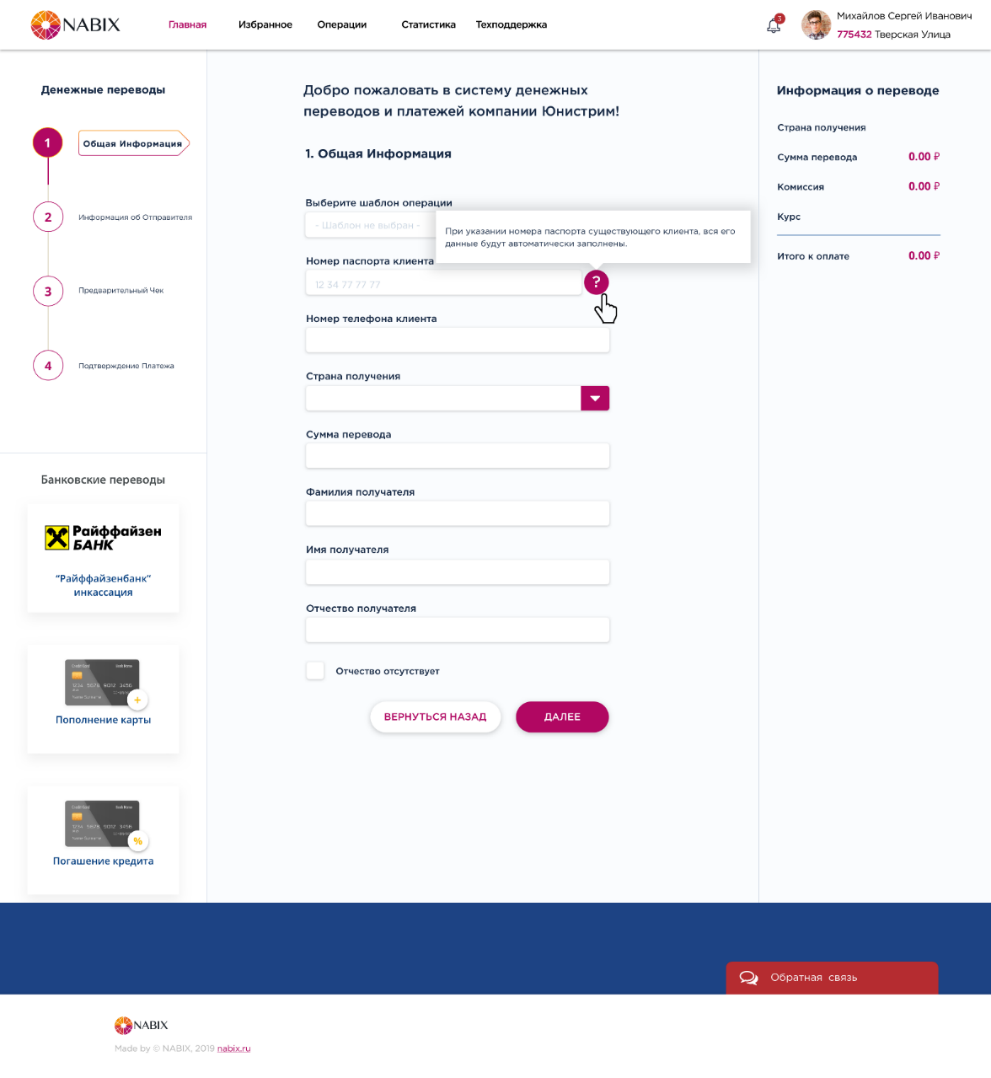 NABIX
Главная
Избранное
Операции
Статистика
Техподдержка
3
Михайлов Сергей Иванович
775432 Тверская Улица
Денежные переводы
1
Общая Информация
2
Информация об Отправителя
3
Предварительный Чек
4
Подтверждение Платежа
Банковские переводы
Райффайзен
БАНК
"Райффайзенбанк"
инкассация
+
Пополнение карты
%
Погашение кредита
Добро пожаловать в систему денежных
переводов и платежей компании Юнистрим!
1. Общая Информация
Выберите шаблон операции
- Шаблон не выбран -
При указании номера паспорта существующего клиента, вся его
данные будут автоматически заполнены.
Номер паспорта клиента
12 34 77 77 77
?
Номер телефона клиента
Страна получения
Сумма перевода
Фамилия получателя
Имя получателя
Отчество получателя
Отчество отсутствует
ВЕРНУТЬСЯ НАЗАД
ДАЛЕЕ
Информация о переводе
Страна получения
Сумма перевода 0.00 ₽
Комиссия 0.00 ₽
Курс
Итого к оплате 0.00 ₽
Обратная связь
NABIX
Made by © NABIX, 2019 nabix.ru